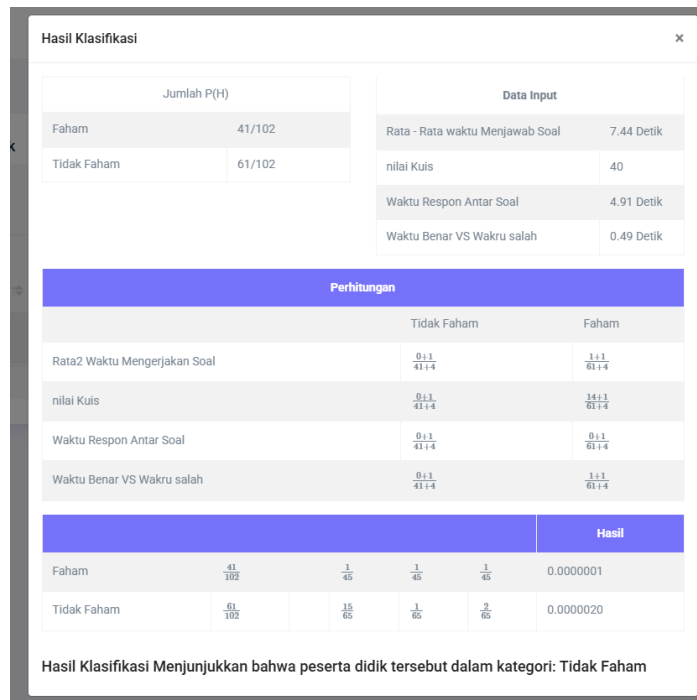 Hasil Klasifikasi ×
Jumlah P(H)
Faham 41/102
Tidak Faham 61/102
Data Input
Rata - Rata waktu Menjawab Soal 7.44 Detik
nilai Kuis 40
Waktu Respon Antar Soal 4.91 Detik
Waktu Benar VS Wakru salah 0.49 Detik
Perhitungan
Tidak Faham Faham
Rata2 Waktu Mengerjakan Soal 0+1/41+4 1+1/61+4
nilai Kuis 0+1/41+4 14+1/61+4
Waktu Respon Antar Soal 0+1/41+4 0+1/61+4
Waktu Benar VS Wakru salah 0+1/41+4 1+1/61+4
Hasil
Faham 41/102 1/45 1/45 1/45 0.0000001
Tidak Faham 61/102 15/65 1/65 2/65 0.0000020
Hasil Klasifikasi Menjunjukkan bahwa peserta didik tersebut dalam kategori: Tidak Faham